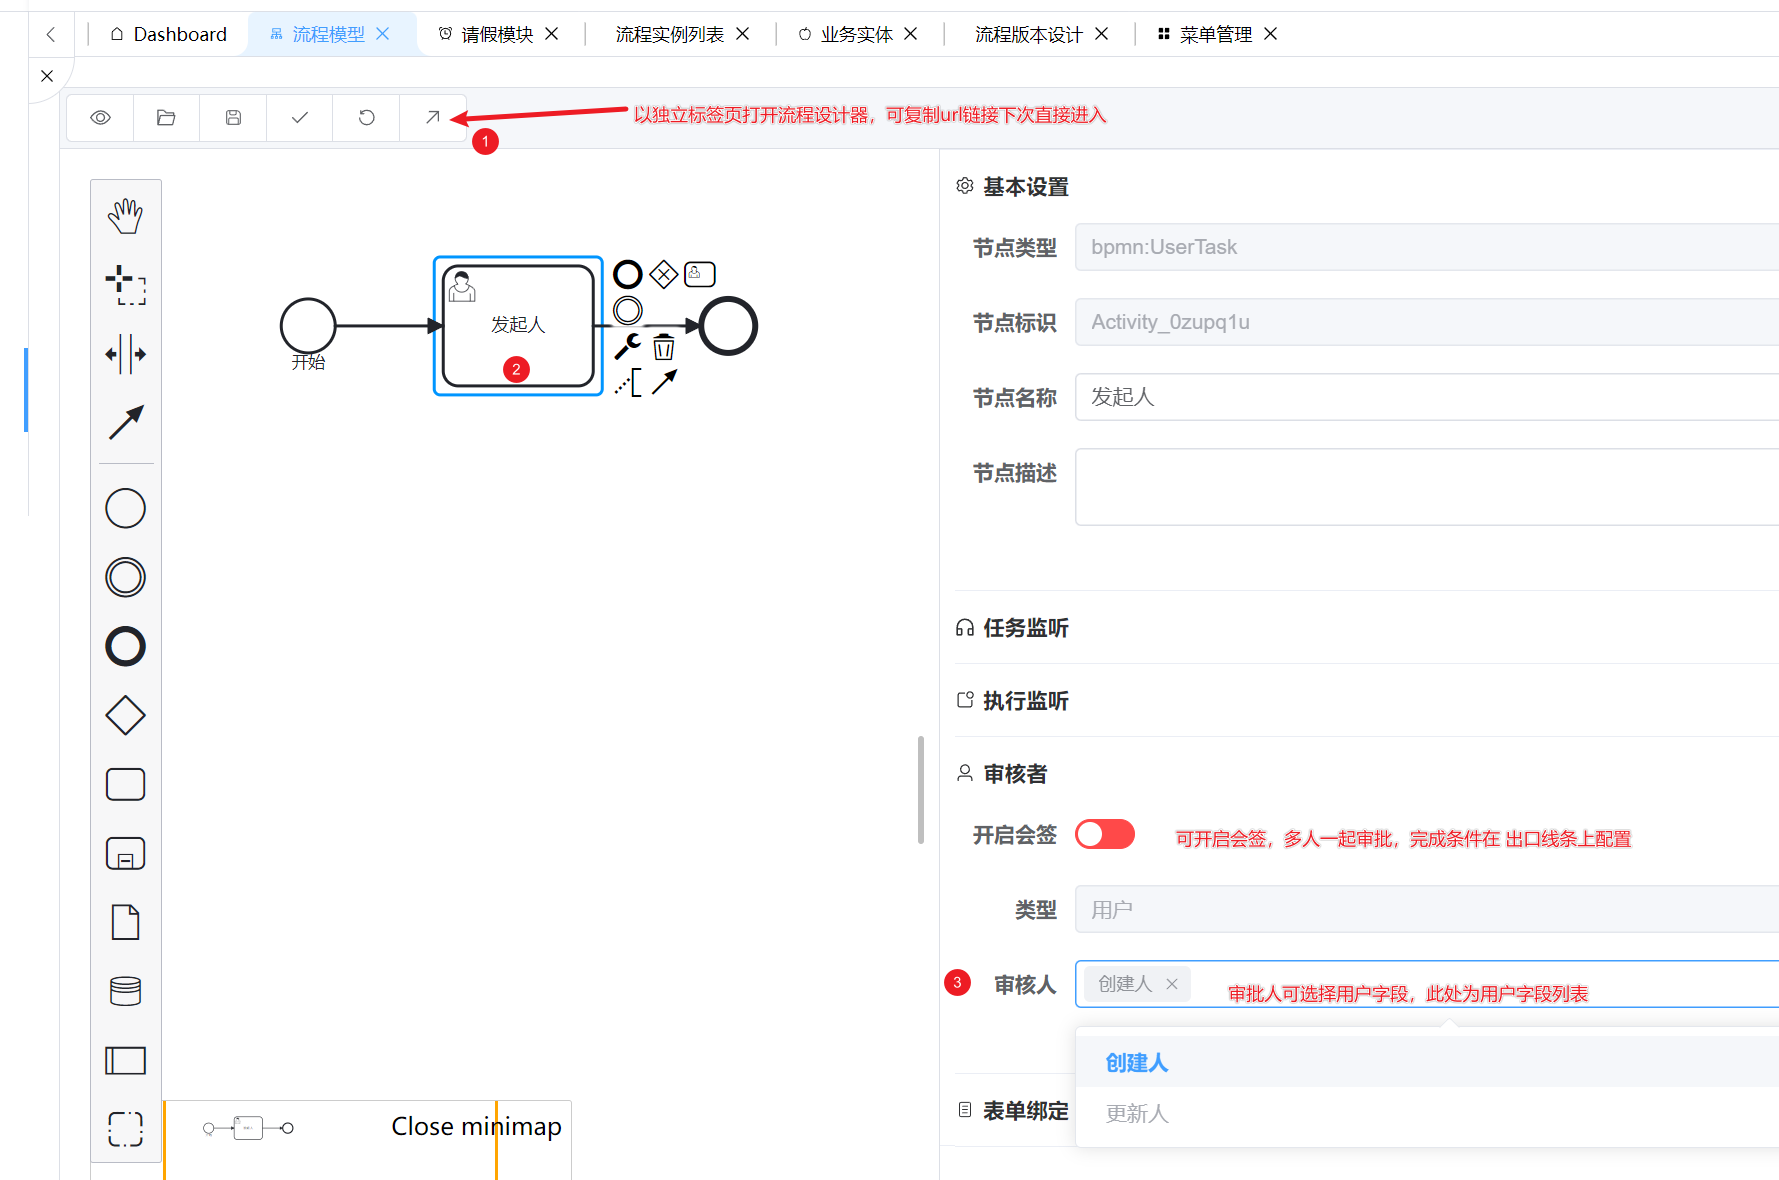 Dashboard 流程模型 请假模块 流程实例列表 业务实体 流程版本设计 菜单管理
以独立标签页打开流程设计器，可复制url链接下次直接进入
1
基本设置
节点类型 bpmn:UserTask
节点标识 Activity_0zupq1u
节点名称 发起人
节点描述
开始
发起人
2
任务监听
执行监听
审核者
开启会签 可开启会签，多人一起审批，完成条件在 出口线条上配置
类型 用户
3 审核人 创建人 审批人可选择用户字段，此处为用户字段列表
创建人
更新人
表单绑定
Close minimap